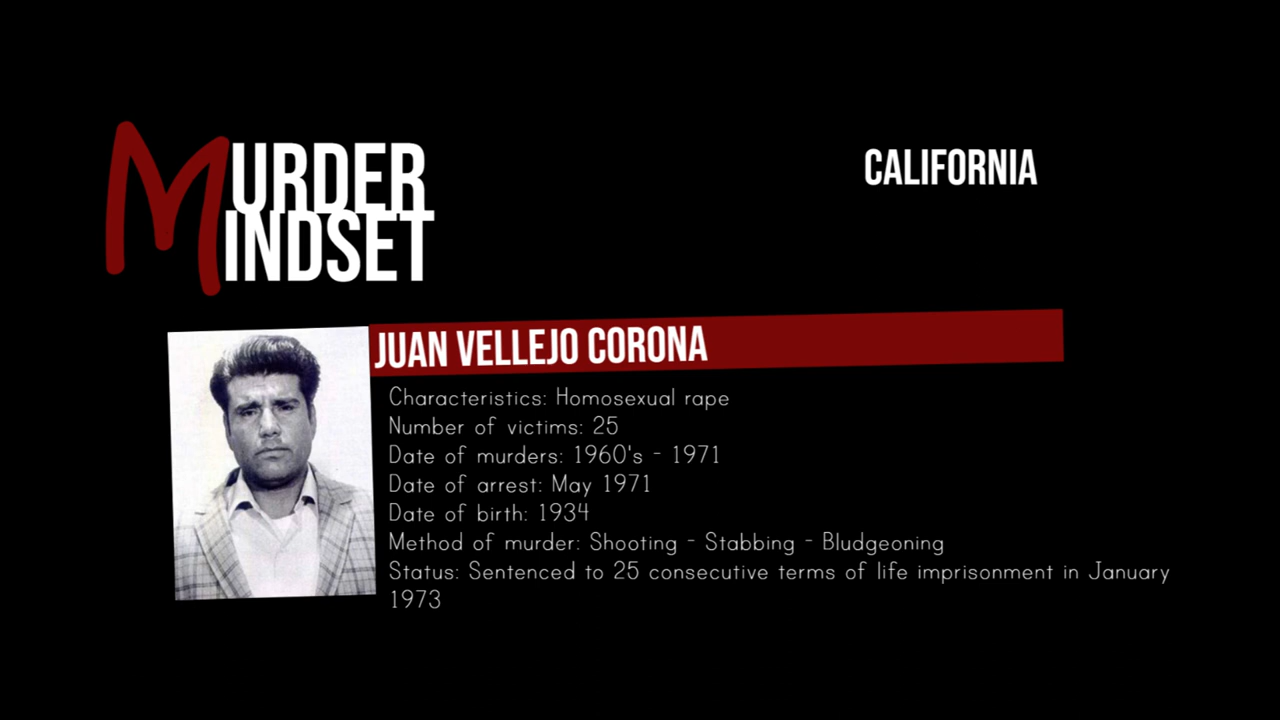 MURDER
MINDSET
CALIFORNIA
JUAN VELLEJO CORONA
Characteristics: Homosexual rape
Number of victims: 25
Date of murders: 1960's - 1971
Date of arrest: May 1971
Date of birth: 1934
Method of murder: Shooting - Stabbing - Bludgeoning
Status: Sentenced to 25 consecutive terms of life imprisonment in January
1973